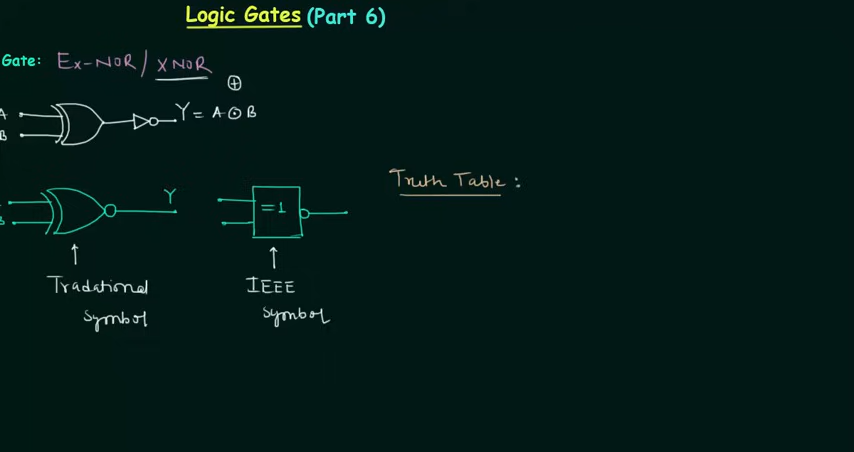 Logic Gates (Part 6)
Gate: Ex-NOR / XNOR
⊕
A
B
Y = A ⊙ B
Y
B
=1
Truth Table :
Tradational
Symbol
IEEE
Symbol